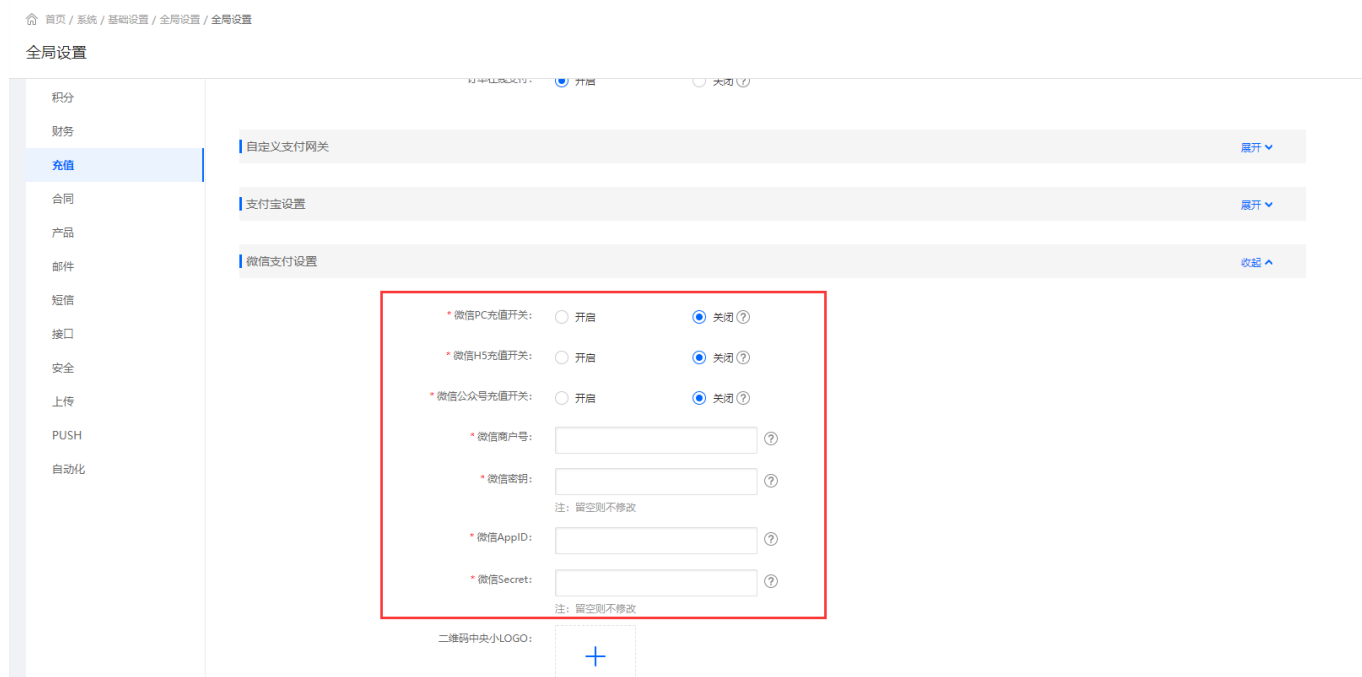 首页 / 系统 / 基础设置 / 全局设置 / 全局设置
全局设置
订单在线支付： 开启 关闭 ?
积分
财务
充值
合同
产品
邮件
短信
接口
安全
上传
PUSH
自动化
自定义支付网关 展开
支付宝设置 展开
微信支付设置 收起
* 微信PC充值开关： 开启 关闭 ?
* 微信H5充值开关： 开启 关闭 ?
* 微信公众号充值开关： 开启 关闭 ?
* 微信商户号： ?
* 微信密钥： ?
注：留空则不修改
* 微信AppID： ?
* 微信Secret： ?
注：留空则不修改
二维码中央小LOGO：